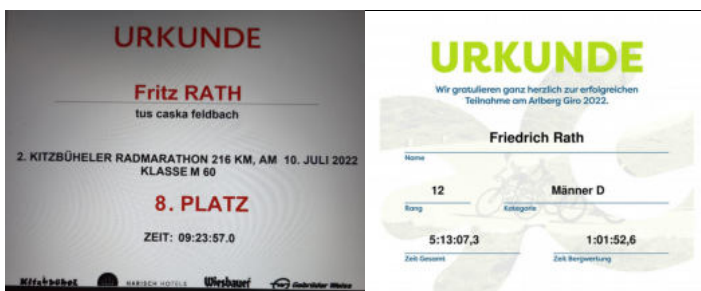 URKUNDE
Fritz RATH
tus caska feldbach
2. KITZBÜHELER RADMARATHON 216 KM, AM 10. JULI 2022
KLASSE M 60
8. PLATZ
ZEIT: 09:23:57.0
Kitzbühel HARISCH HOTELS Wiesbauer Gebrüder Weiss
URKUNDE
Wir gratulieren ganz herzlich zur erfolgreichen
Teilnahme am Arlberg Giro 2022.
Friedrich Rath
Name
12 Männer D
Rang Kategorie
5:13:07,3 1:01:52,6
Zeit Gesamt Zeit Bergwertung